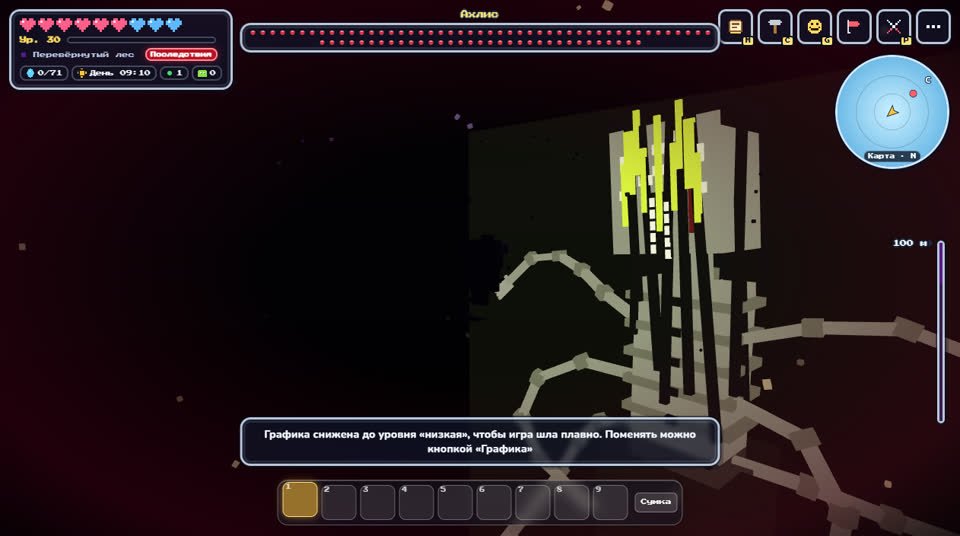 Ахлис
Ур. 30
Перевёрнутый лес
Последствия
0/71
День 09:10
1
0
M
C
G
P
С
Карта · N
100 м
Графика снижена до уровня «низкая», чтобы игра шла плавно. Поменять можно
кнопкой «Графика»
1 2 3 4 5 6 7 8 9
Сумка